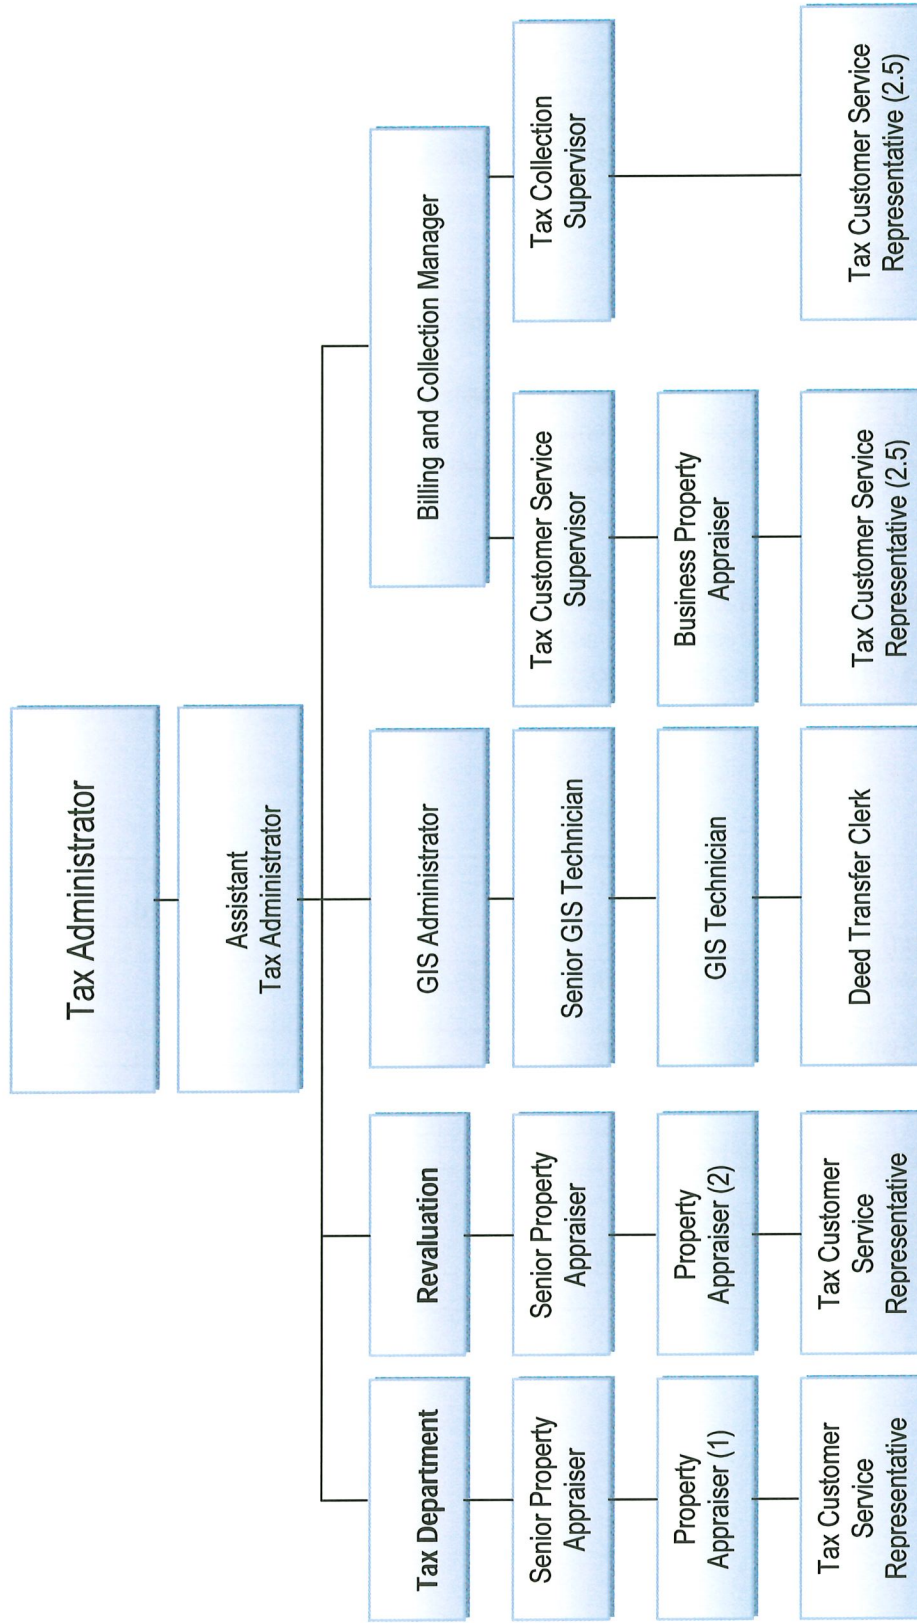 Tax Administrator
Assistant
Tax Administrator
Tax Department
Revaluation
GIS Administrator
Billing and Collection Manager
Senior Property
Appraiser
Senior Property
Appraiser
Senior GIS Technician
Tax Customer Service
Supervisor
Tax Collection
Supervisor
Property
Appraiser (1)
Property
Appraiser (2)
GIS Technician
Business Property
Appraiser
Tax Customer
Service
Representative
Tax Customer
Service
Representative
Deed Transfer Clerk
Tax Customer Service
Representative (2.5)
Tax Customer Service
Representative (2.5)